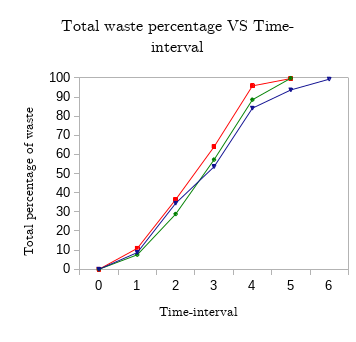 Total waste percentage VS Time-
interval
100
90
80
70
60
50
40
30
20
10
0
Total percentage of waste
0 1 2 3 4 5 6
Time-interval